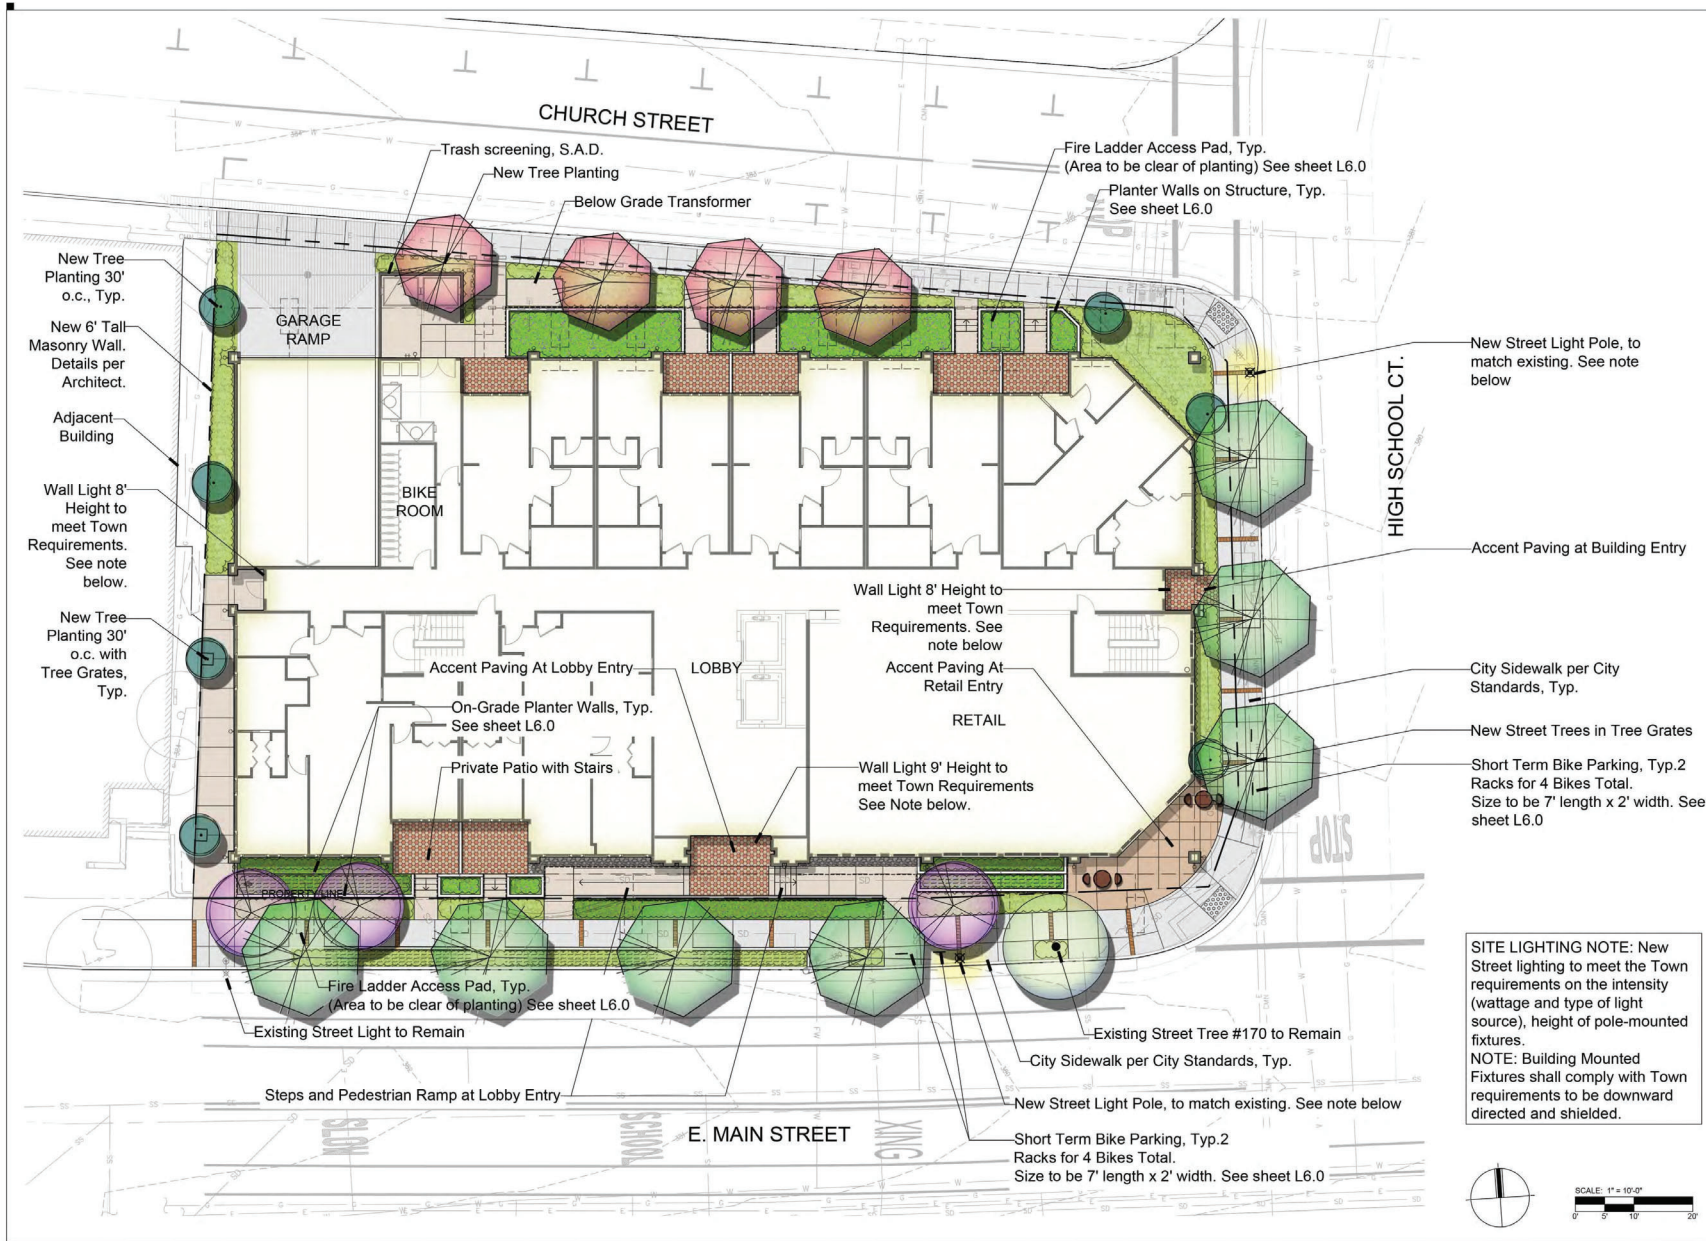 CHURCH STREET
Trash screening, S.A.D.
New Tree Planting
Below Grade Transformer
Fire Ladder Access Pad, Typ.
(Area to be clear of planting) See sheet L6.0
Planter Walls on Structure, Typ.
See sheet L6.0
New Tree
Planting 30'
o.c., Typ.
New 6' Tall
Masonry Wall.
Details per
Architect.
Adjacent
Building
Wall Light 8'
Height to
meet Town
Requirements.
See note
below.
New Tree
Planting 30'
o.c. with
Tree Grates,
Typ.
GARAGE
RAMP
BIKE
ROOM
Accent Paving At Lobby Entry
LOBBY
On-Grade Planter Walls, Typ.
See sheet L6.0
Private Patio with Stairs
Wall Light 8' Height to
meet Town
Requirements. See
note below
Accent Paving At
Retail Entry
RETAIL
Wall Light 9' Height to
meet Town Requirements
See Note below.
HIGH SCHOOL CT.
New Street Light Pole, to
match existing. See note
below
Accent Paving at Building Entry
City Sidewalk per City
Standards, Typ.
New Street Trees in Tree Grates
Short Term Bike Parking, Typ.2
Racks for 4 Bikes Total.
Size to be 7' length x 2' width. See
sheet L6.0
STOP
STOP
PROPERTY LINE
Fire Ladder Access Pad, Typ.
(Area to be clear of planting) See sheet L6.0
Existing Street Light to Remain
Steps and Pedestrian Ramp at Lobby Entry
Existing Street Tree #170 to Remain
City Sidewalk per City Standards, Typ.
New Street Light Pole, to match existing. See note below
Short Term Bike Parking, Typ.2
Racks for 4 Bikes Total.
Size to be 7' length x 2' width. See sheet L6.0
SLOW
SCHOOL
XING
E. MAIN STREET
SITE LIGHTING NOTE: New
Street lighting to meet the Town
requirements on the intensity
(wattage and type of light
source), height of pole-mounted
fixtures.
NOTE: Building Mounted
Fixtures shall comply with Town
requirements to be downward
directed and shielded.
SCALE: 1" = 10'-0"
0' 5' 10' 20'